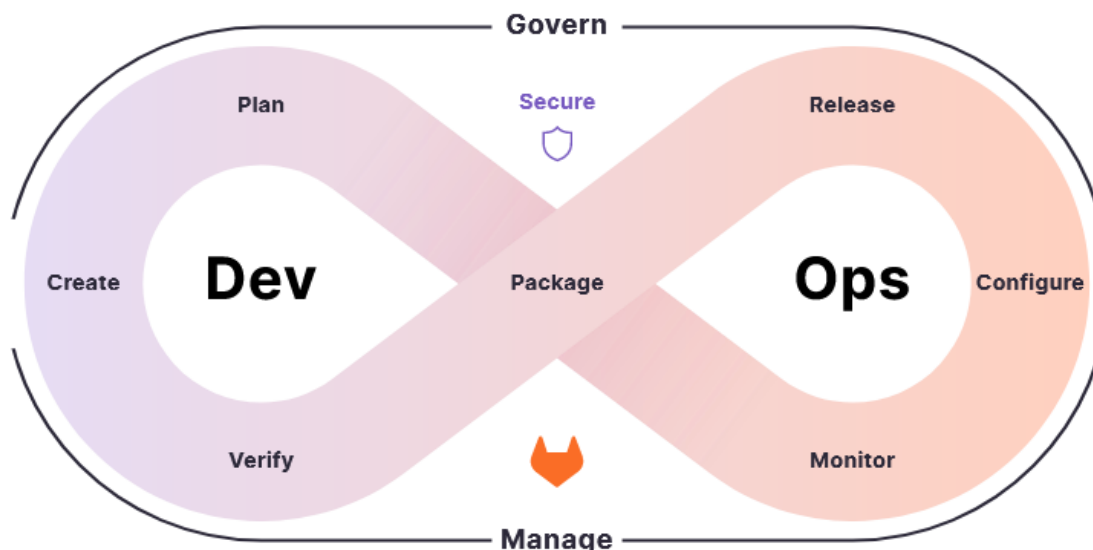 Govern
Secure
Plan
Release
Create
Dev
Package
Ops
Configure
Verify
Monitor
Manage